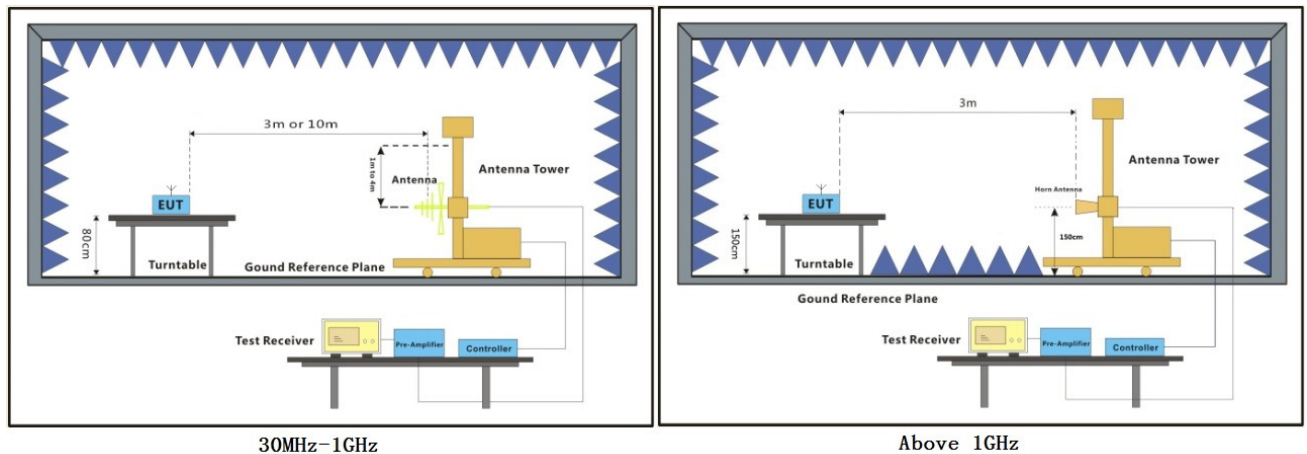 3m or 10m
1m to 4m
Antenna
Antenna Tower
EUT
80cm
Turntable
Gound Reference Plane
Test Receiver
Pre-Amplifier
Controller
30MHz-1GHz
3m
Antenna Tower
Horn Antenna
EUT
150cm
150cm
Turntable
Gound Reference Plane
Test Receiver
Pre-Amplifier
Controller
Above 1GHz